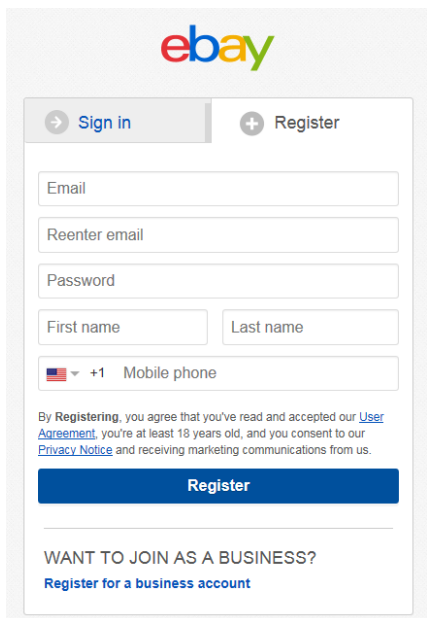 ebay
Sign in
Register
Email
Reenter email
Password
First name
Last name
+1 Mobile phone
By Registering, you agree that you've read and accepted our User
Agreement, you're at least 18 years old, and you consent to our
Privacy Notice and receiving marketing communications from us.
Register
WANT TO JOIN AS A BUSINESS?
Register for a business account